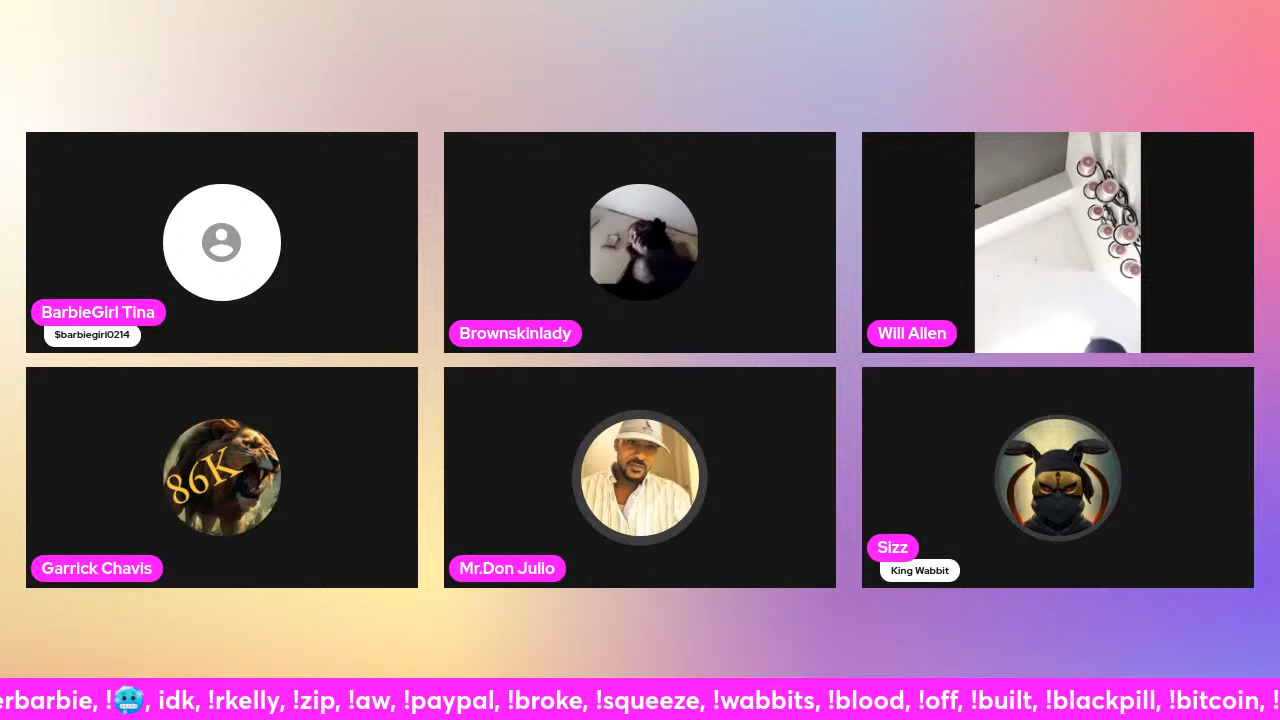 BarbieGirl Tina
$barbiegirl0214
Brownskinlady
Will Allen
86K
Garrick Chavis
Mr.Don Julio
Sizz
King Wabbit
erbarbie, !🥶, idk, !rkelly, !zip, !aw, !paypal, !broke, !squeeze, !wabbits, !blood, !off, !built, !blackpill, !bitcoin, !